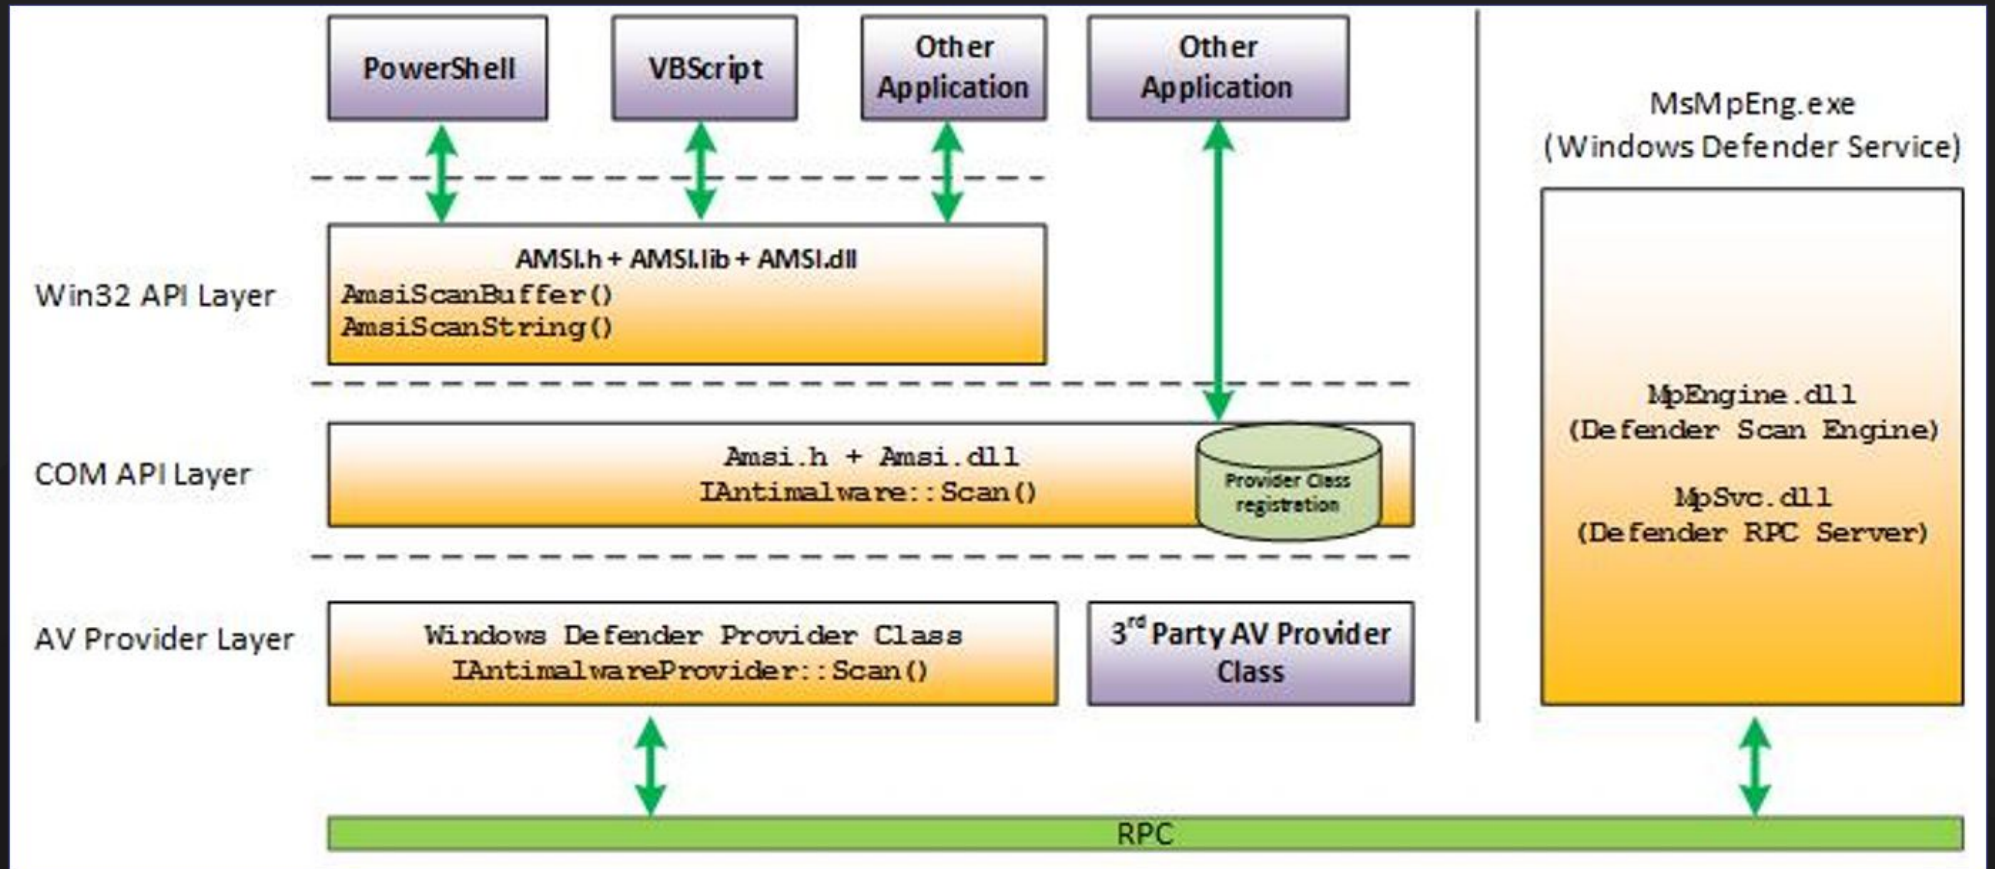 PowerShell
VBScript
Other
Application
Other
Application
MsMpEng.exe
(Windows Defender Service)
Win32 API Layer
AMSI.h + AMSI.lib + AMSI.dll
AmsiScanBuffer()
AmsiScanString()
COM API Layer
Amsi.h + Amsi.dll
IAntimalware::Scan()
Provider Class
registration
MpEngine.dll
(Defender Scan Engine)
MpSvc.dll
(Defender RPC Server)
AV Provider Layer
Windows Defender Provider Class
IAntimalwareProvider::Scan()
3rd Party AV Provider
Class
RPC